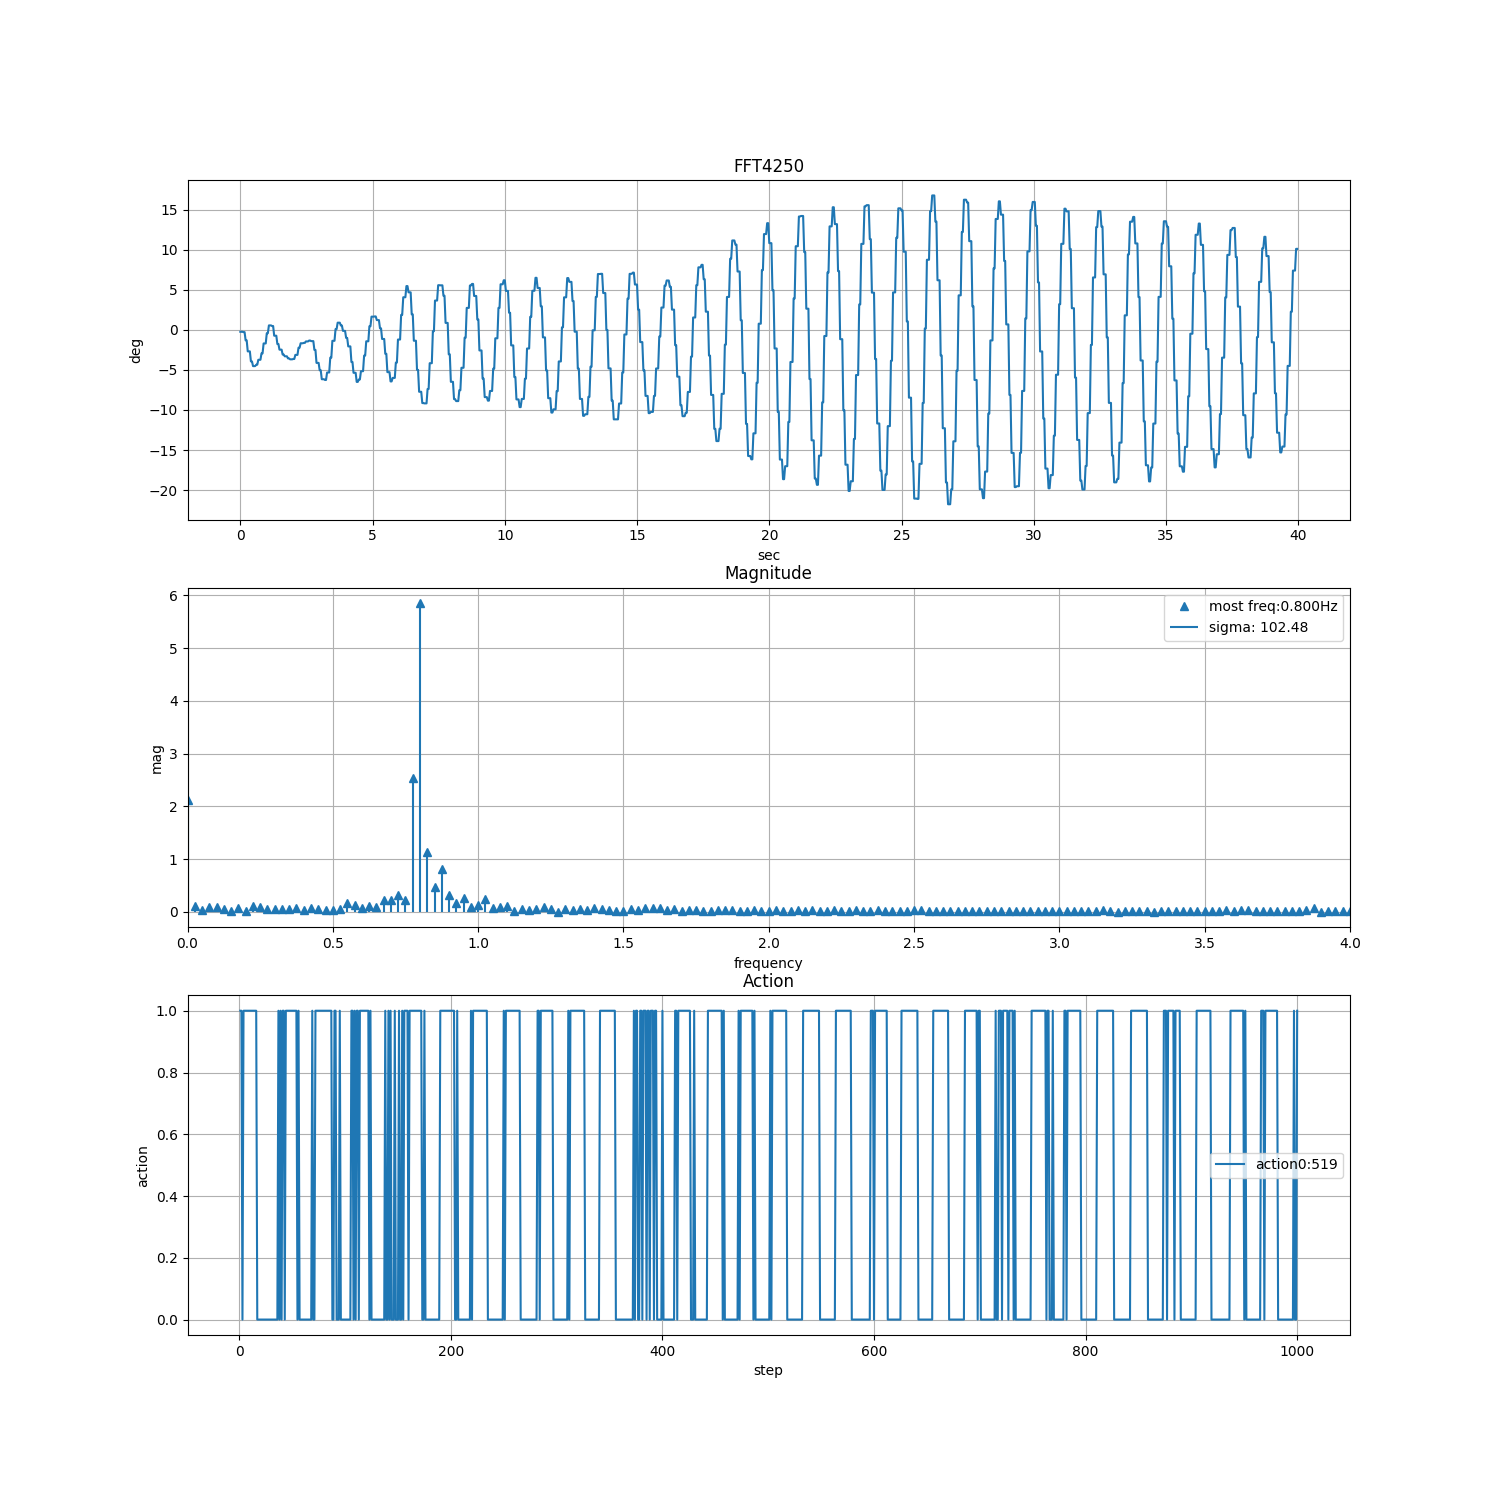 FFT4250
15
10
5
0
−5
−10
−15
−20
deg
0 5 10 15 20 25 30 35 40
sec
Magnitude
6
5
4
3
2
1
0
mag
most freq:0.800Hz
sigma: 102.48
0.0 0.5 1.0 1.5 2.0 2.5 3.0 3.5 4.0
frequency
Action
1.0
0.8
0.6
0.4
0.2
0.0
action
action0:519
0 200 400 600 800 1000
step